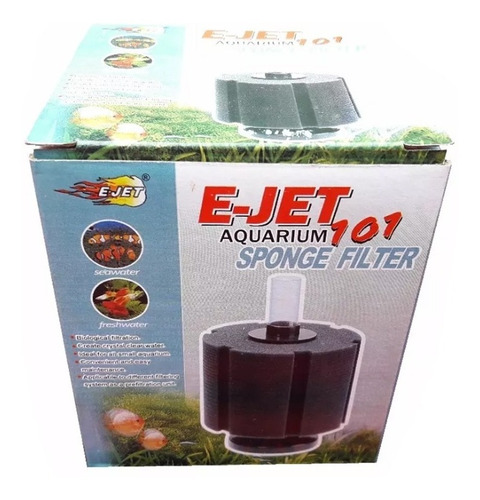 E-JET
AQUARIUM 101
E-JET ®
E-JET
AQUARIUM 101
SPONGE FILTER
seawater
freshwater
Biological filtration.
Create crystal clear water.
Ideal for all small aquarium.
Convenient and easy
maintenance.
Applicable to different filtering
system as a prefiltration unit.